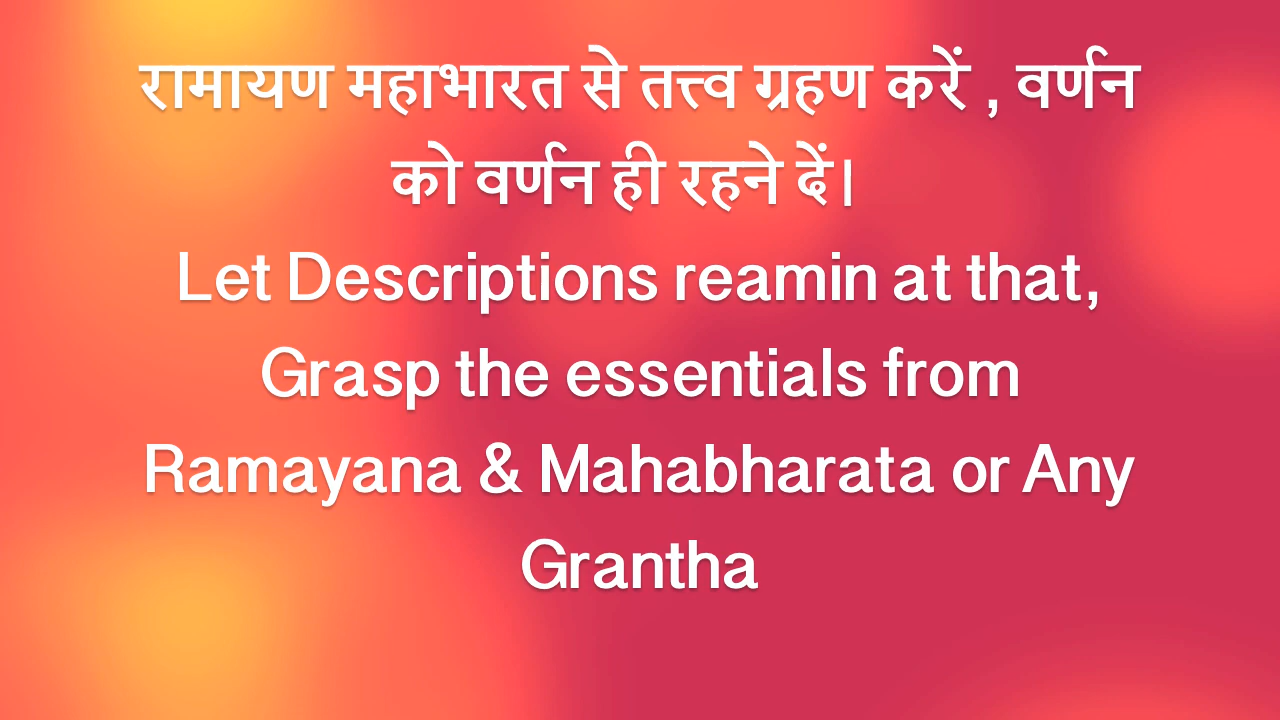 रामायण महाभारत से तत्त्व ग्रहण करें , वर्णन
को वर्णन ही रहने दें।
Let Descriptions reamin at that,
Grasp the essentials from
Ramayana & Mahabharata or Any
Grantha